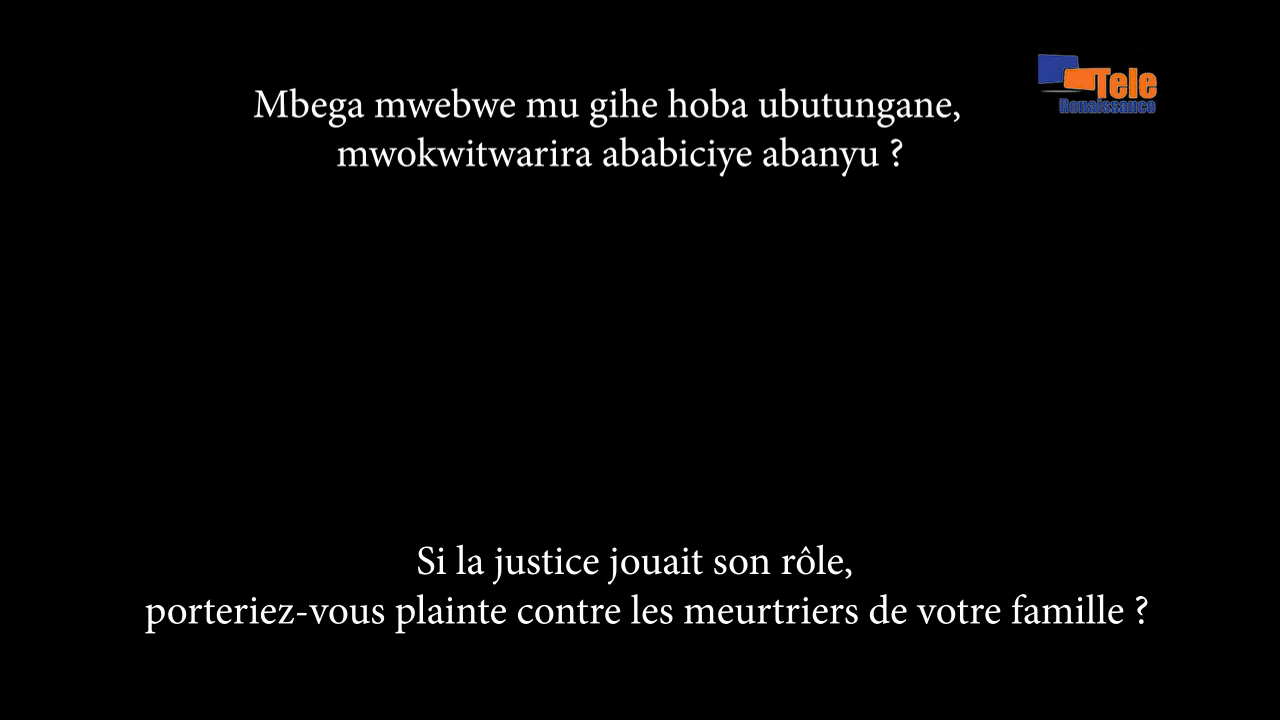 Mbega mwebwe mu gihe hoba ubutungane,
mwokwitwarira ababiciye abanyu ?
Tele
Renaissance
Si la justice jouait son rôle,
porteriez-vous plainte contre les meurtriers de votre famille ?